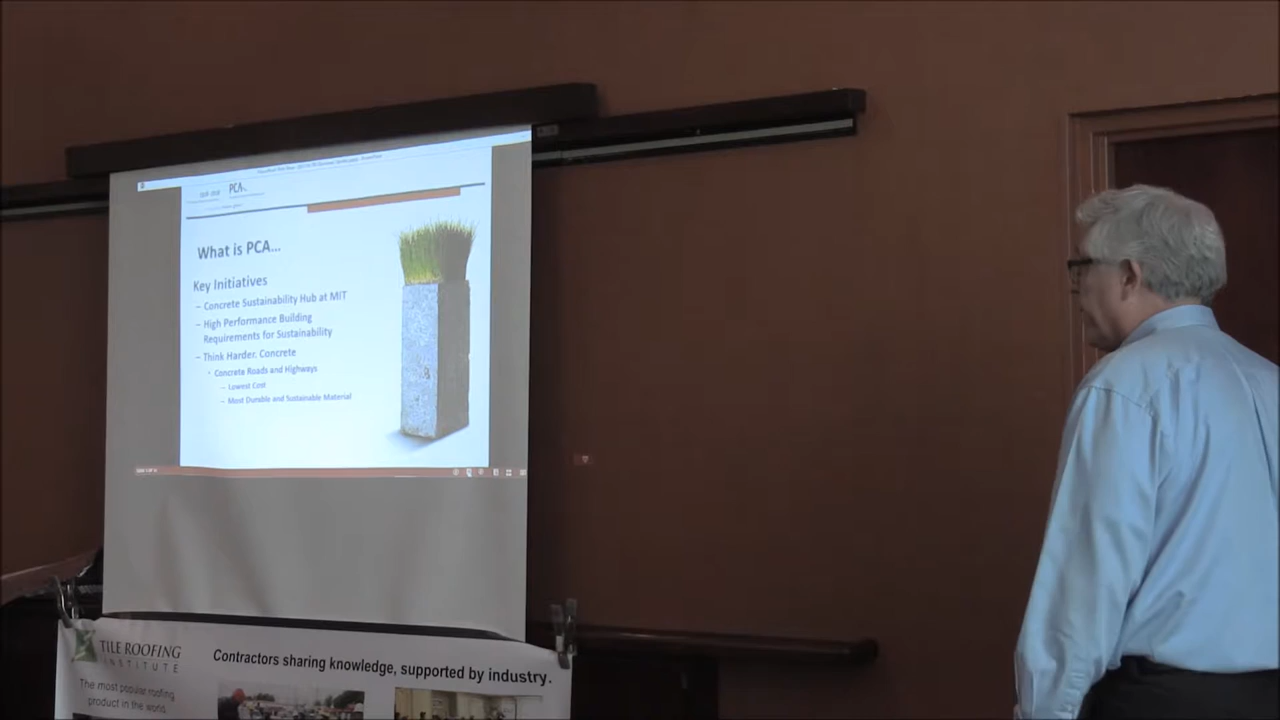 PCA
What is PCA...
Key Initiatives
– Concrete Sustainability Hub at MIT
– High Performance Building
Requirements for Sustainability
– Think Harder. Concrete
• Concrete Roads and Highways
– Lowest Cost
– Most Durable and Sustainable Material
TILE ROOFING
INSTITUTE
Contractors sharing knowledge, supported by industry.
The most popular roofing
product in the world.